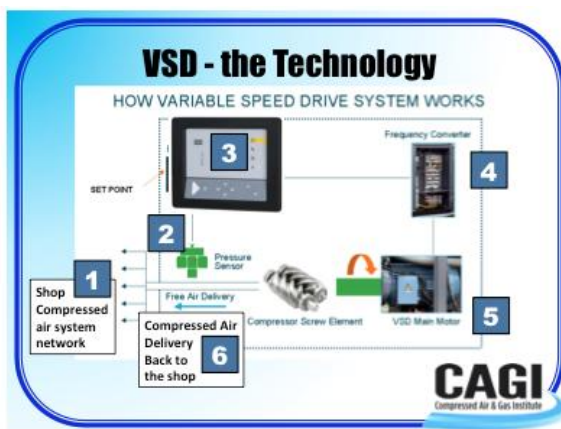 VSD - the Technology
HOW VARIABLE SPEED DRIVE SYSTEM WORKS
Frequency Converter
3
4
SET POINT
2
Pressure
Sensor
1
Shop
Compressed
air system
network
Free Air Delivery
Compressor Screw Element
VSD Main Motor
5
Compressed Air
Delivery
Back to
the shop
6
CAGI
Compressed Air & Gas Institute